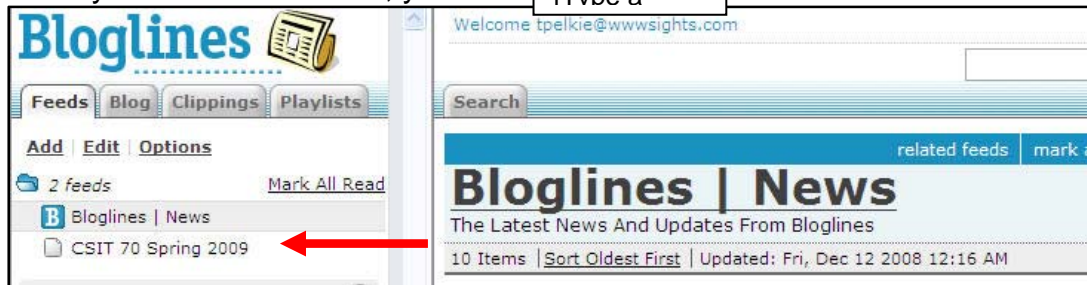 Bloglines
Feeds Blog Clippings Playlists
Add | Edit | Options
2 feeds Mark All Read
B Bloglines | News
CSIT 70 Spring 2009
Welcome tpelkie@wwwsights.com
Search
related feeds | mark
Bloglines | News
The Latest News And Updates From Bloglines
10 Items | Sort Oldest First | Updated: Fri, Dec 12 2008 12:16 AM